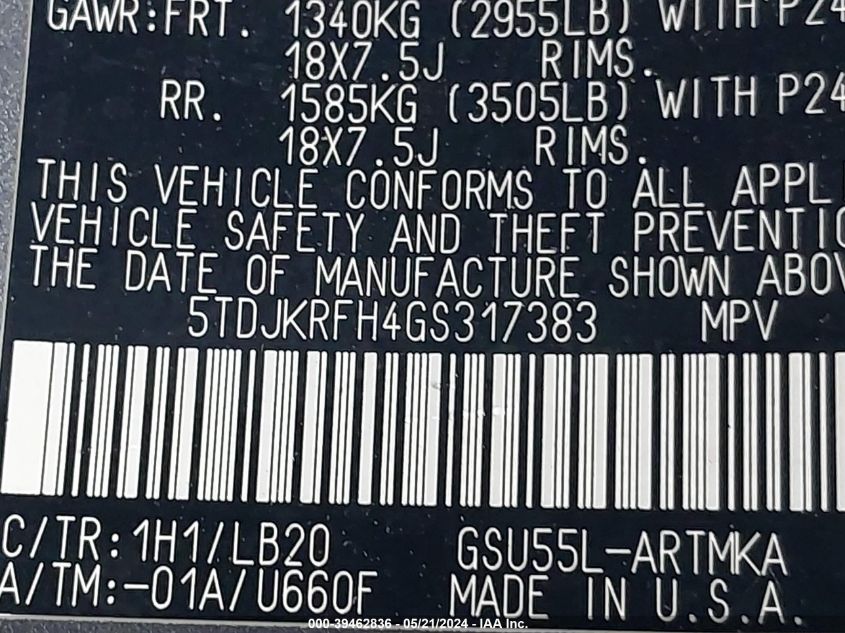 GAWR:FRT. 1340KG (2955LB) WITH P24
18X7.5J RIMS.
RR. 1585KG (3505LB) WITH P24
18X7.5J RIMS.
THIS VEHICLE CONFORMS TO ALL APPL
VEHICLE SAFETY AND THEFT PREVENTIO
THE DATE OF MANUFACTURE SHOWN ABOV
5TDJKRFH4GS317383 MPV
C/TR:1H1/LB20 GSU55L-ARTMKA
A/TM:-01A/U660F MADE IN U.S.A.
000-39462836 - 05/21/2024 - IAA Inc.